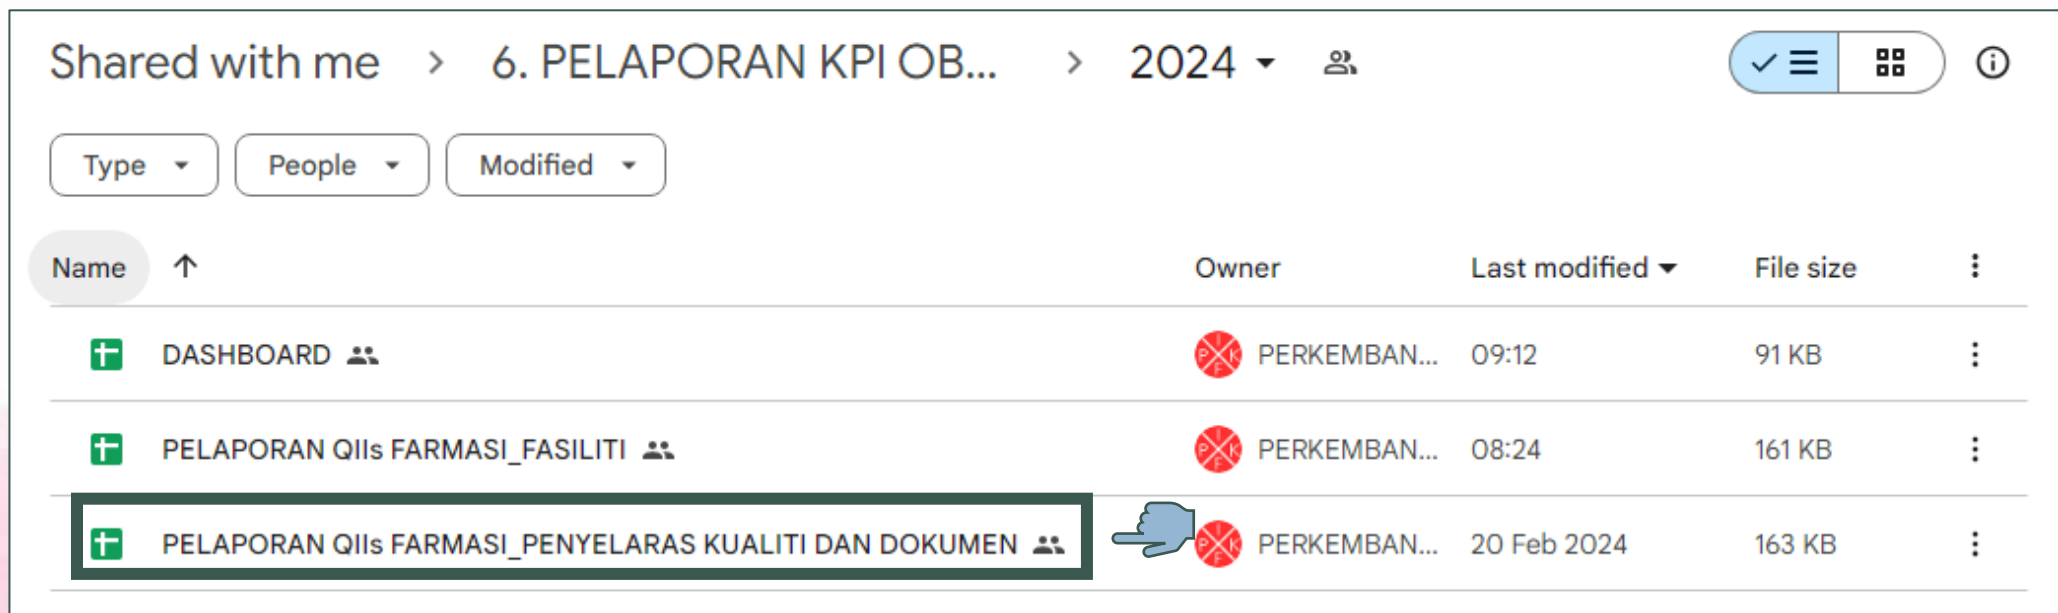 Shared with me > 6. PELAPORAN KPI OB... > 2024
Type People Modified
Name Owner Last modified File size
DASHBOARD PERKEMBAN... 09:12 91 KB
PELAPORAN QIIs FARMASI_FASILITI PERKEMBAN... 08:24 161 KB
PELAPORAN QIIs FARMASI_PENYELARAS KUALITI DAN DOKUMEN PERKEMBAN... 20 Feb 2024 163 KB